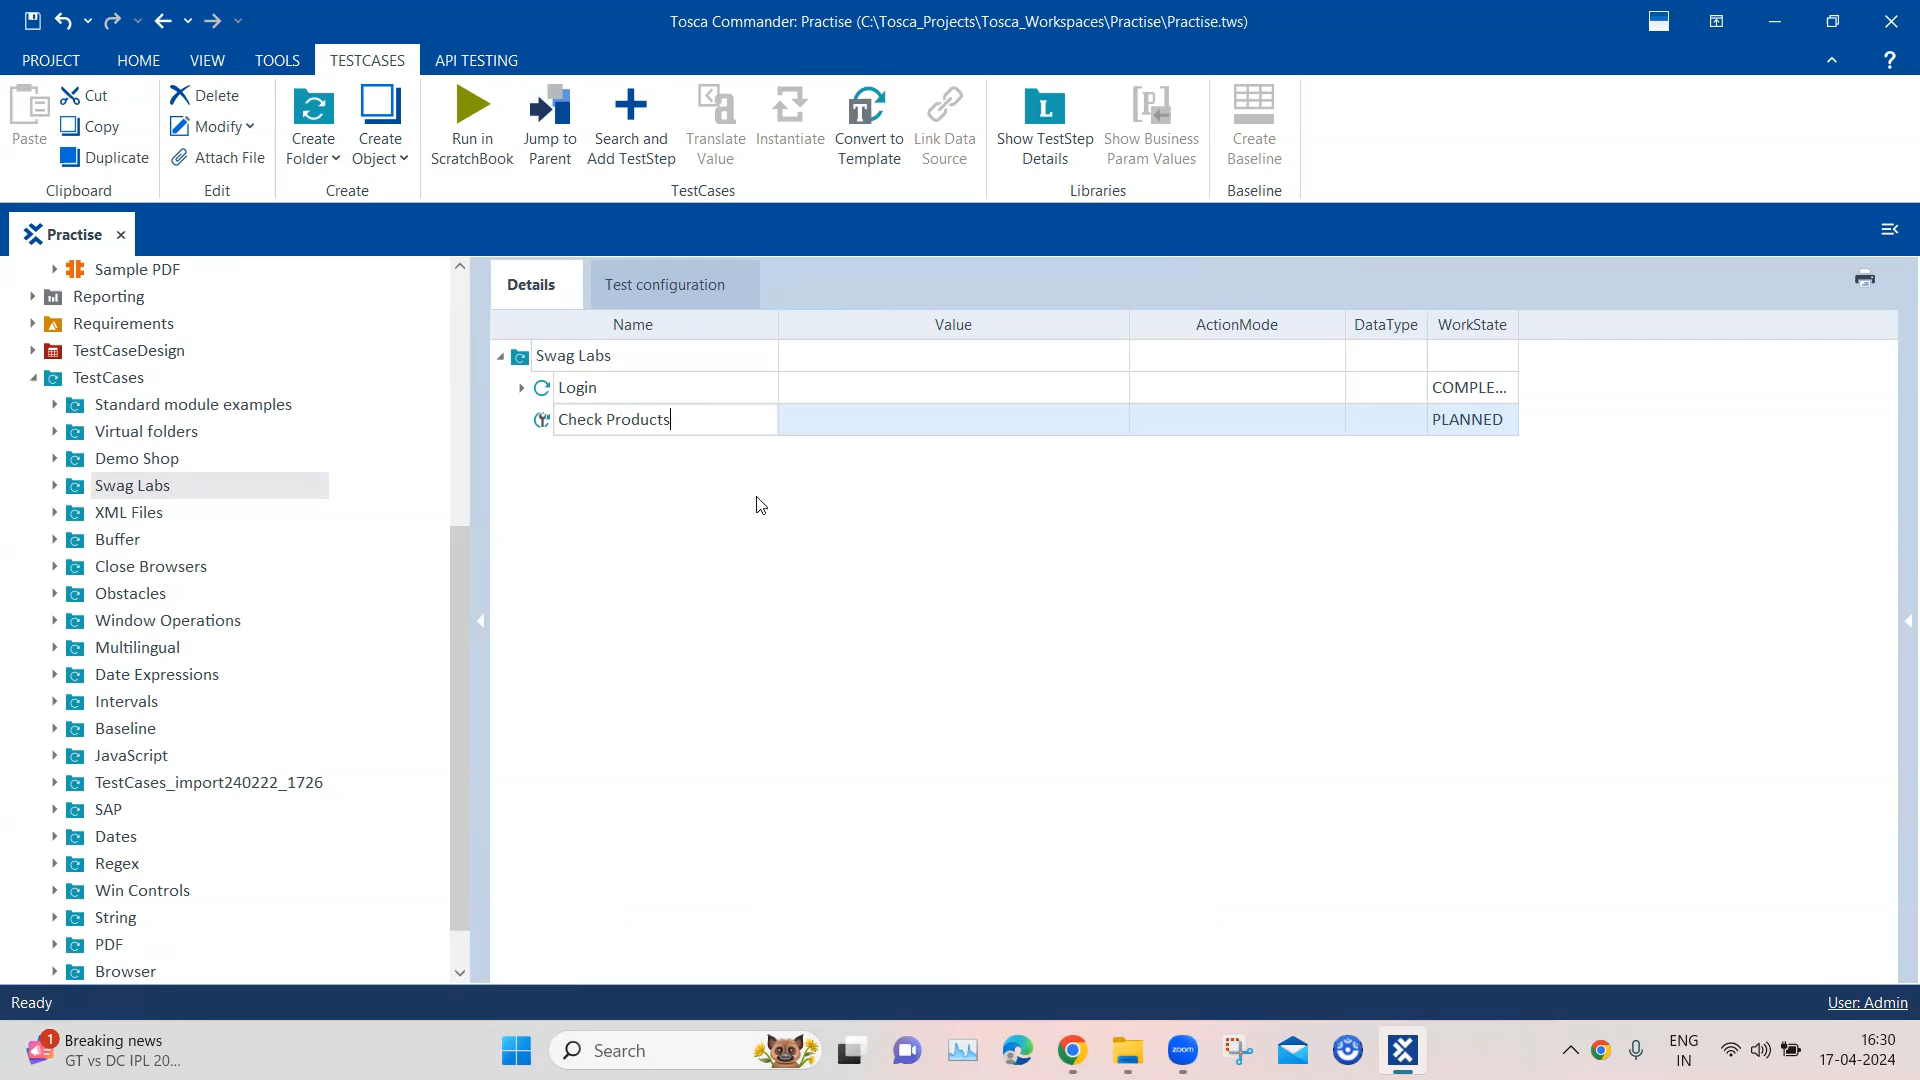 Tosca Commander: Practise (C:\Tosca_Projects\Tosca_Workspaces\Practise\Practise.tws)
PROJECT HOME VIEW TOOLS TESTCASES API TESTING
Paste
Cut
Copy
Duplicate
Clipboard
Delete
Modify
Attach File
Edit
Create Folder
Create Object
Create
Run in ScratchBook
Jump to Parent
Search and Add TestStep
Translate Value
Instantiate
Convert to Template
Link Data Source
TestCases
Show TestStep Details
Show Business Param Values
Libraries
Create Baseline
Baseline
Practise
Sample PDF
Reporting
Requirements
TestCaseDesign
TestCases
Standard module examples
Virtual folders
Demo Shop
Swag Labs
XML Files
Buffer
Close Browsers
Obstacles
Window Operations
Multilingual
Date Expressions
Intervals
Baseline
JavaScript
TestCases_import240222_1726
SAP
Dates
Regex
Win Controls
String
PDF
Browser
Details Test configuration
Name Value ActionMode DataType WorkState
Swag Labs
Login COMPLE...
Check Products PLANNED
Ready
User: Admin
1
Breaking news
GT vs DC IPL 20...
Search
zoom
ENG
IN
16:30
17-04-2024